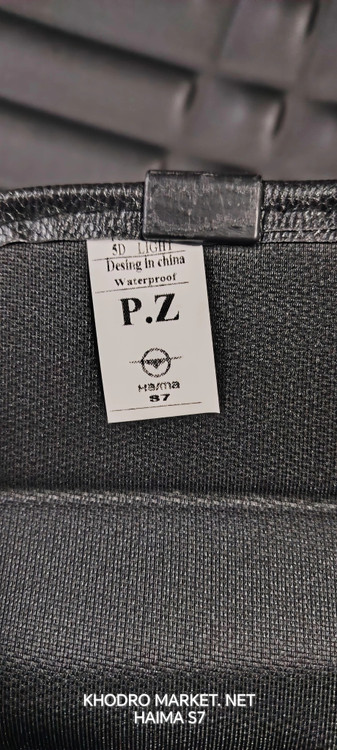 5D LIGHT
Desing in china
Waterproof
P.Z
Haima
S7
KHODRO MARKET. NET
HAIMA S7